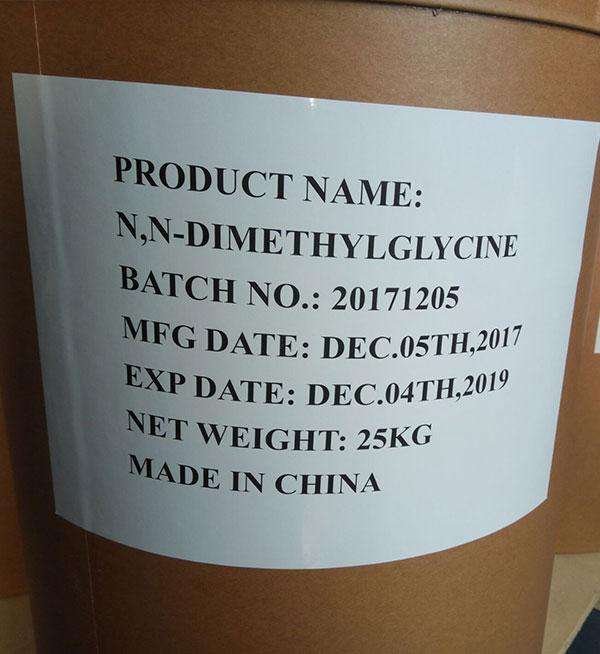 PRODUCT NAME:
N,N-DIMETHYLGLYCINE
BATCH NO.: 20171205
MFG DATE: DEC.05TH,2017
EXP DATE: DEC.04TH,2019
NET WEIGHT: 25KG
MADE IN CHINA